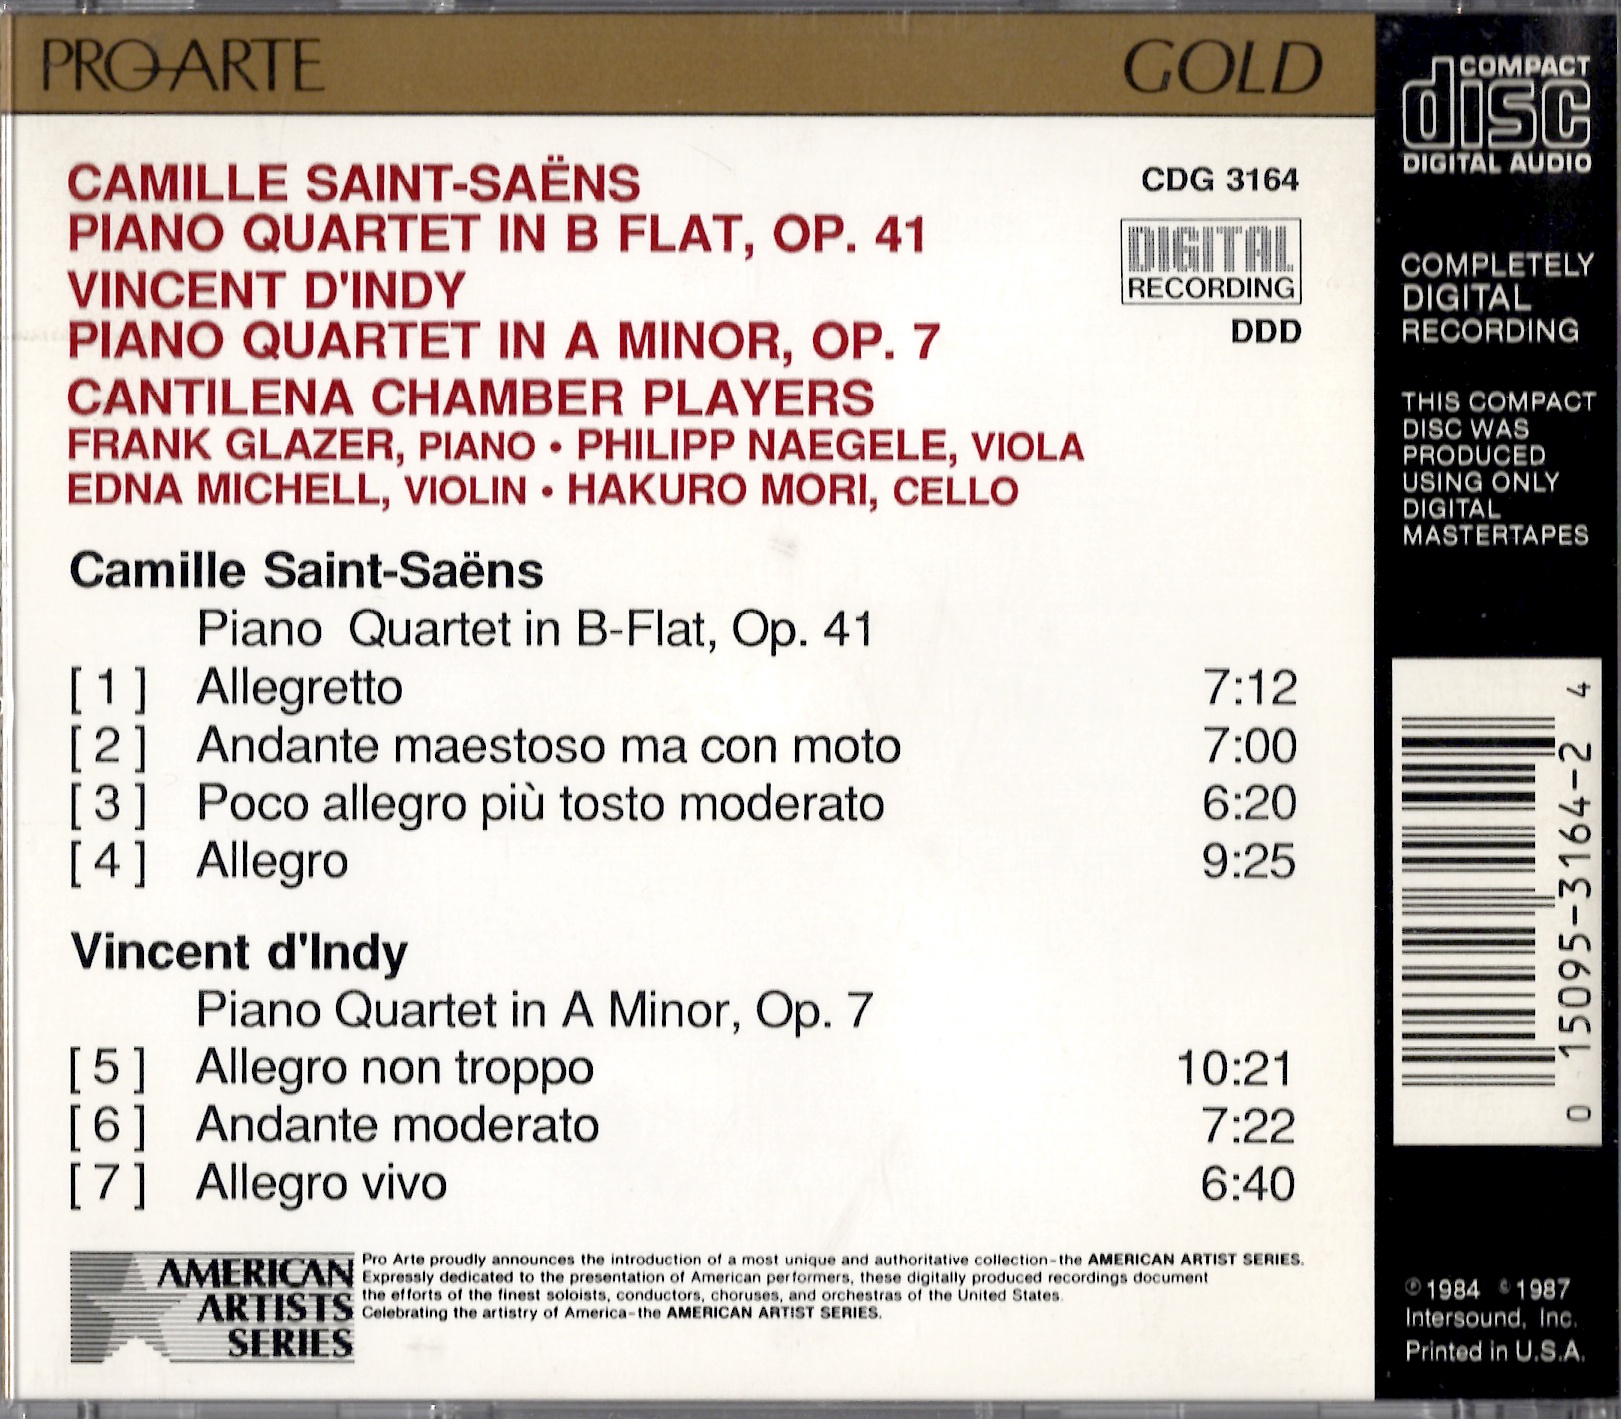 PRO-ARTE
GOLD
CAMILLE SAINT-SAËNS
PIANO QUARTET IN B FLAT, OP. 41
VINCENT D'INDY
PIANO QUARTET IN A MINOR, OP. 7
CANTILENA CHAMBER PLAYERS
FRANK GLAZER, PIANO • PHILIPP NAEGELE, VIOLA
EDNA MICHELL, VIOLIN • HAKURO MORI, CELLO
CDG 3164
DIGITAL
RECORDING
DDD
Camille Saint-Saëns
Piano Quartet in B-Flat, Op. 41
[ 1 ] Allegretto 7:12
[ 2 ] Andante maestoso ma con moto 7:00
[ 3 ] Poco allegro più tosto moderato 6:20
[ 4 ] Allegro 9:25
Vincent d'Indy
Piano Quartet in A Minor, Op. 7
[ 5 ] Allegro non troppo 10:21
[ 6 ] Andante moderato 7:22
[ 7 ] Allegro vivo 6:40
AMERICAN
ARTISTS
SERIES
Pro Arte proudly announces the introduction of a most unique and authoritative collection-the AMERICAN ARTIST SERIES.
Expressly dedicated to the presentation of American performers, these digitally produced recordings document
the efforts of the finest soloists, conductors, choruses, and orchestras of the United States.
Celebrating the artistry of America-the AMERICAN ARTIST SERIES.
COMPACT
disc
DIGITAL AUDIO
COMPLETELY
DIGITAL
RECORDING
THIS COMPACT
DISC WAS
PRODUCED
USING ONLY
DIGITAL
MASTERTAPES
0 15095-3164-2 4
℗ 1984 © 1987
Intersound, Inc.
Printed in U.S.A.